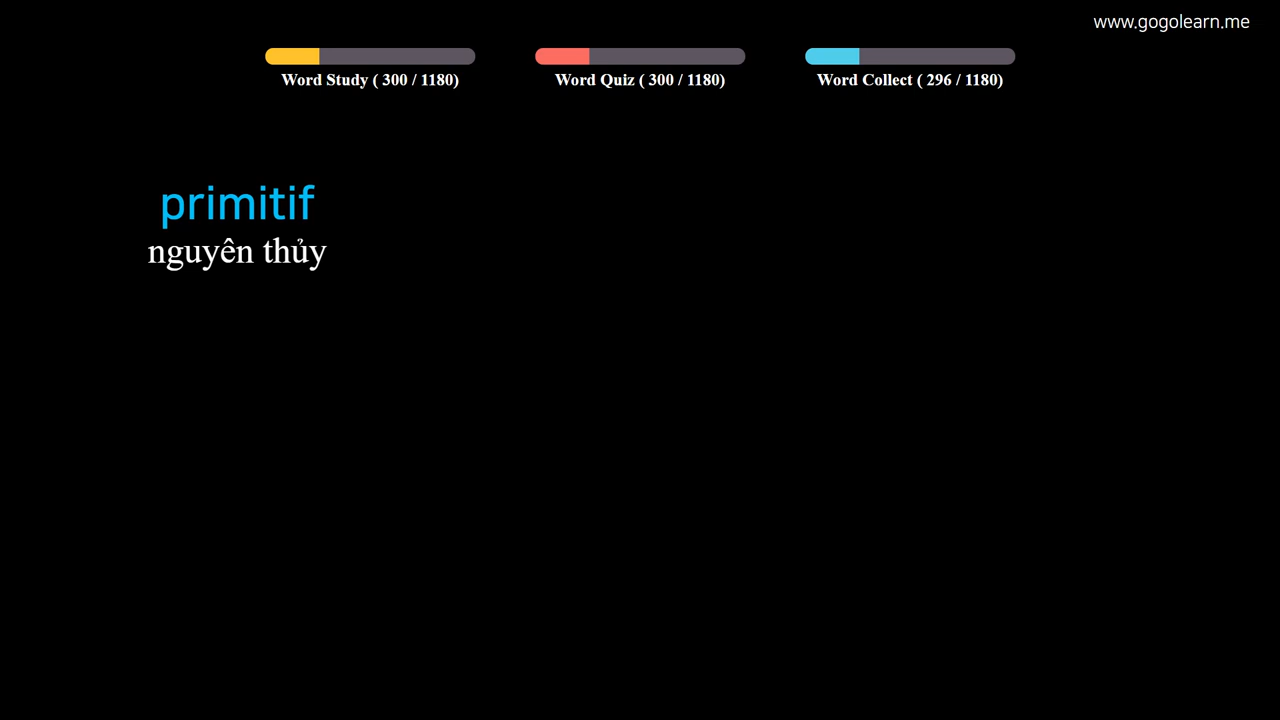 www.gogolearn.me
Word Study ( 300 / 1180)
Word Quiz ( 300 / 1180)
Word Collect ( 296 / 1180)
primitif
nguyên thủy